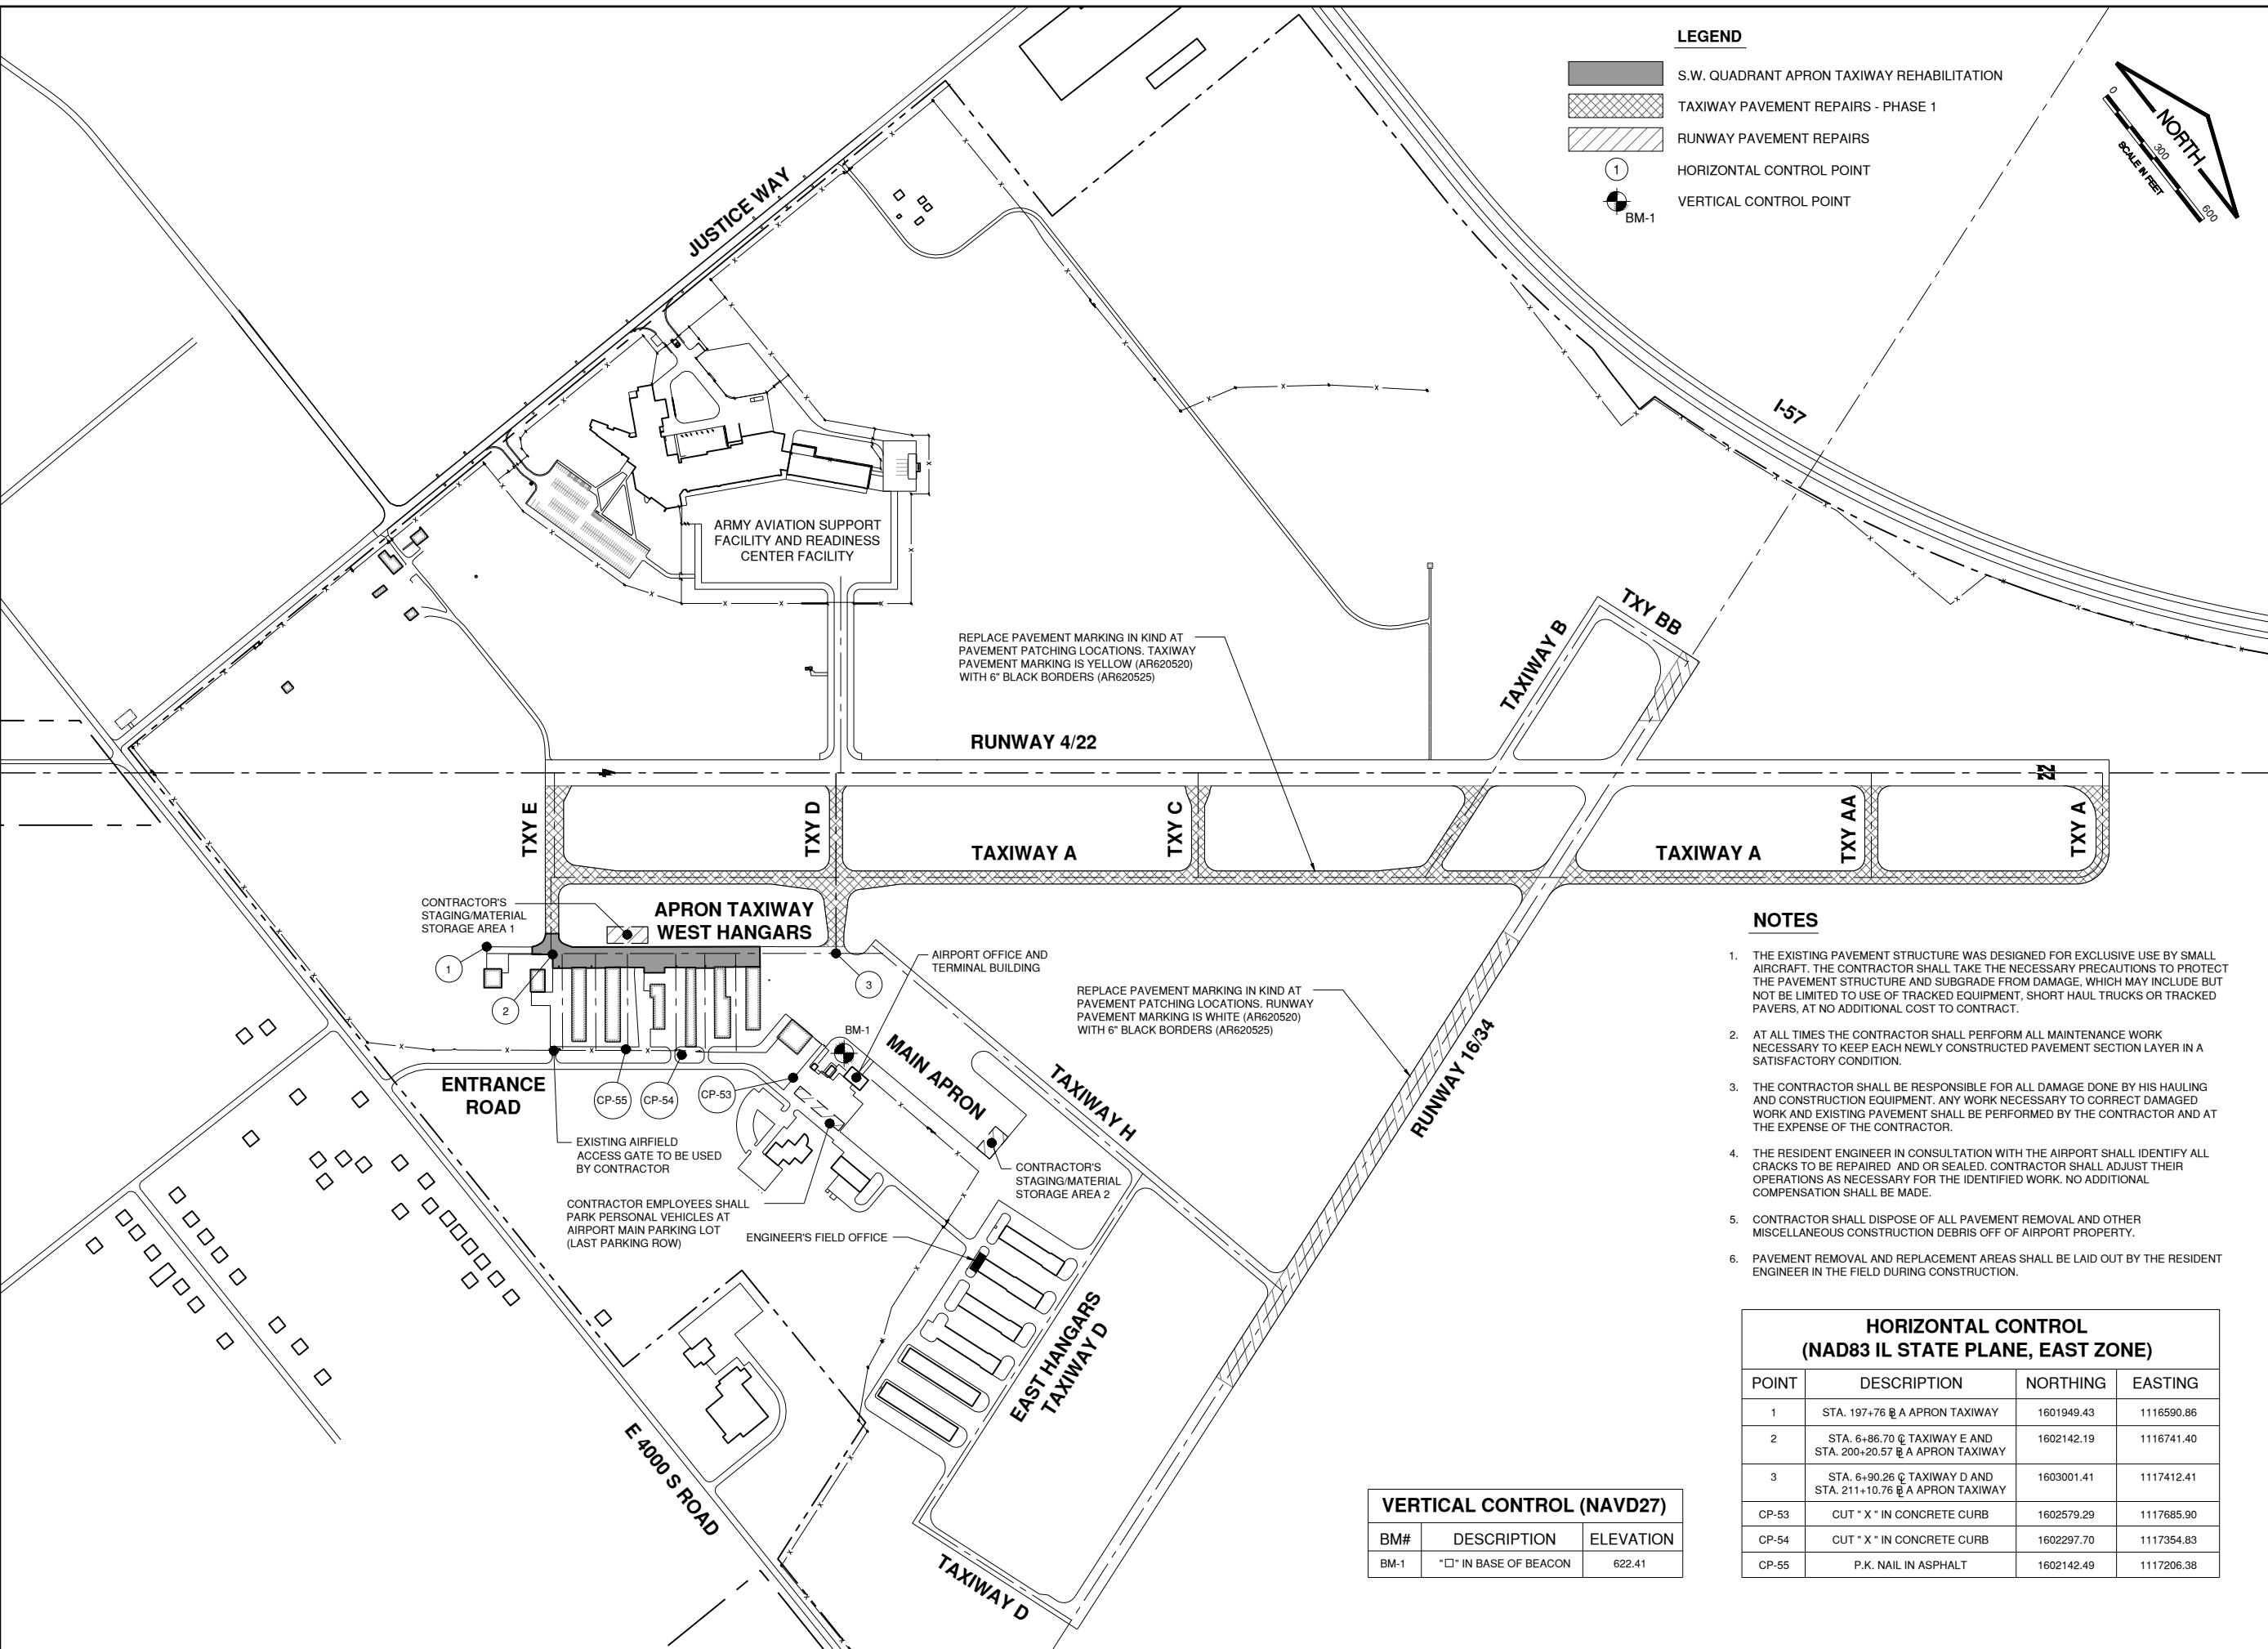 LEGEND
S.W. QUADRANT APRON TAXIWAY REHABILITATION
TAXIWAY PAVEMENT REPAIRS - PHASE 1
RUNWAY PAVEMENT REPAIRS
1 HORIZONTAL CONTROL POINT
BM-1 VERTICAL CONTROL POINT
NORTH
0 300 600
SCALE IN FEET
JUSTICE WAY
I-57
ARMY AVIATION SUPPORT
FACILITY AND READINESS
CENTER FACILITY
REPLACE PAVEMENT MARKING IN KIND AT
PAVEMENT PATCHING LOCATIONS. TAXIWAY
PAVEMENT MARKING IS YELLOW (AR620520)
WITH 6" BLACK BORDERS (AR620525)
TXY BB
TAXIWAY B
RUNWAY 4/22
4
22
TXY E
TXY D
TAXIWAY A
TXY C
TAXIWAY A
TXY AA
TXY A
CONTRACTOR'S
STAGING/MATERIAL
STORAGE AREA 1
APRON TAXIWAY
WEST HANGARS
1
2
3
AIRPORT OFFICE AND
TERMINAL BUILDING
REPLACE PAVEMENT MARKING IN KIND AT
PAVEMENT PATCHING LOCATIONS. RUNWAY
PAVEMENT MARKING IS WHITE (AR620520)
WITH 6" BLACK BORDERS (AR620525)
BM-1
MAIN APRON
TAXIWAY H
RUNWAY 16/34
ENTRANCE
ROAD
CP-55
CP-54
CP-53
EXISTING AIRFIELD
ACCESS GATE TO BE USED
BY CONTRACTOR
CONTRACTOR'S
STAGING/MATERIAL
STORAGE AREA 2
CONTRACTOR EMPLOYEES SHALL
PARK PERSONAL VEHICLES AT
AIRPORT MAIN PARKING LOT
(LAST PARKING ROW)
ENGINEER'S FIELD OFFICE
EAST HANGARS
TAXIWAY D
E 4000 S ROAD
TAXIWAY D
NOTES
1. THE EXISTING PAVEMENT STRUCTURE WAS DESIGNED FOR EXCLUSIVE USE BY SMALL
AIRCRAFT. THE CONTRACTOR SHALL TAKE THE NECESSARY PRECAUTIONS TO PROTECT
THE PAVEMENT STRUCTURE AND SUBGRADE FROM DAMAGE, WHICH MAY INCLUDE BUT
NOT BE LIMITED TO USE OF TRACKED EQUIPMENT, SHORT HAUL TRUCKS OR TRACKED
PAVERS, AT NO ADDITIONAL COST TO CONTRACT.
2. AT ALL TIMES THE CONTRACTOR SHALL PERFORM ALL MAINTENANCE WORK
NECESSARY TO KEEP EACH NEWLY CONSTRUCTED PAVEMENT SECTION LAYER IN A
SATISFACTORY CONDITION.
3. THE CONTRACTOR SHALL BE RESPONSIBLE FOR ALL DAMAGE DONE BY HIS HAULING
AND CONSTRUCTION EQUIPMENT. ANY WORK NECESSARY TO CORRECT DAMAGED
WORK AND EXISTING PAVEMENT SHALL BE PERFORMED BY THE CONTRACTOR AND AT
THE EXPENSE OF THE CONTRACTOR.
4. THE RESIDENT ENGINEER IN CONSULTATION WITH THE AIRPORT SHALL IDENTIFY ALL
CRACKS TO BE REPAIRED AND OR SEALED. CONTRACTOR SHALL ADJUST THEIR
OPERATIONS AS NECESSARY FOR THE IDENTIFIED WORK. NO ADDITIONAL
COMPENSATION SHALL BE MADE.
5. CONTRACTOR SHALL DISPOSE OF ALL PAVEMENT REMOVAL AND OTHER
MISCELLANEOUS CONSTRUCTION DEBRIS OFF OF AIRPORT PROPERTY.
6. PAVEMENT REMOVAL AND REPLACEMENT AREAS SHALL BE LAID OUT BY THE RESIDENT
ENGINEER IN THE FIELD DURING CONSTRUCTION.
HORIZONTAL CONTROL
(NAD83 IL STATE PLANE, EAST ZONE)
POINT DESCRIPTION NORTHING EASTING
1 STA. 197+76 BL A APRON TAXIWAY 1601949.43 1116590.86
2 STA. 6+86.70 CL TAXIWAY E AND
STA. 200+20.57 BL A APRON TAXIWAY 1602142.19 1116741.40
3 STA. 6+90.26 CL TAXIWAY D AND
STA. 211+10.76 BL A APRON TAXIWAY 1603001.41 1117412.41
CP-53 CUT " X " IN CONCRETE CURB 1602579.29 1117685.90
CP-54 CUT " X " IN CONCRETE CURB 1602297.70 1117354.83
CP-55 P.K. NAIL IN ASPHALT 1602142.49 1117206.38
VERTICAL CONTROL (NAVD27)
BM# DESCRIPTION ELEVATION
BM-1 "□" IN BASE OF BEACON 622.41